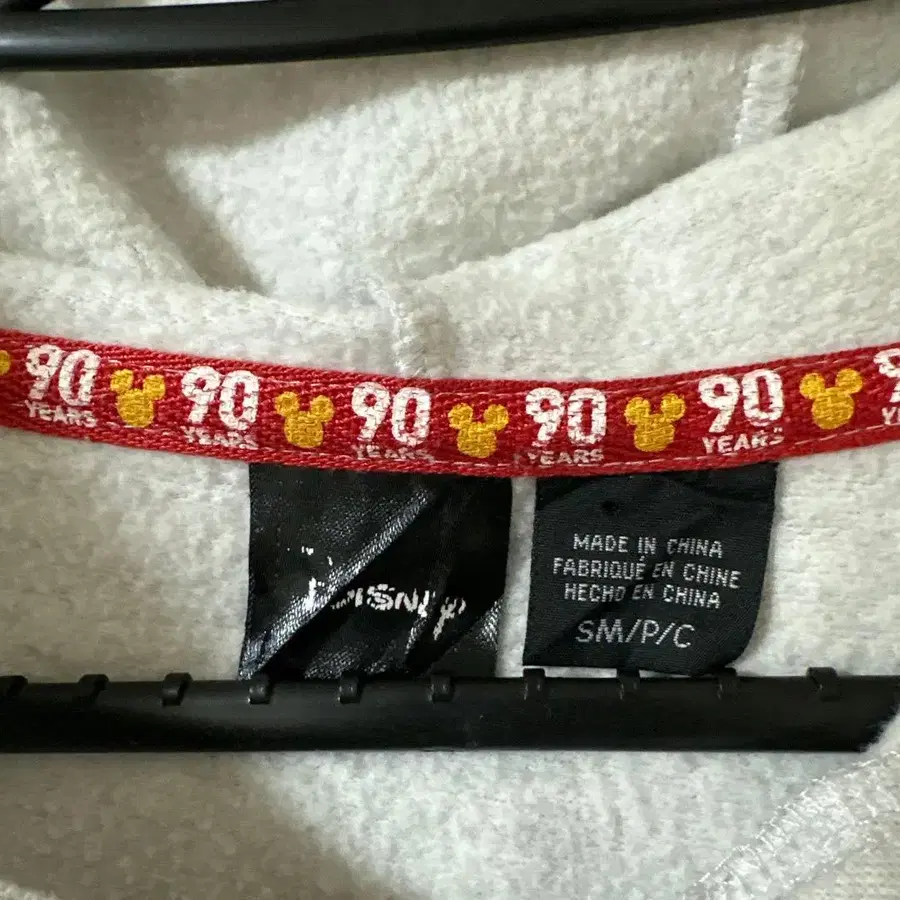 90 90 90 90 90
YEARS YEARS YEARS YEARS YEARS
DISNEY
MADE IN CHINA
FABRIQUÉ EN CHINE
HECHO EN CHINA
SM/P/C